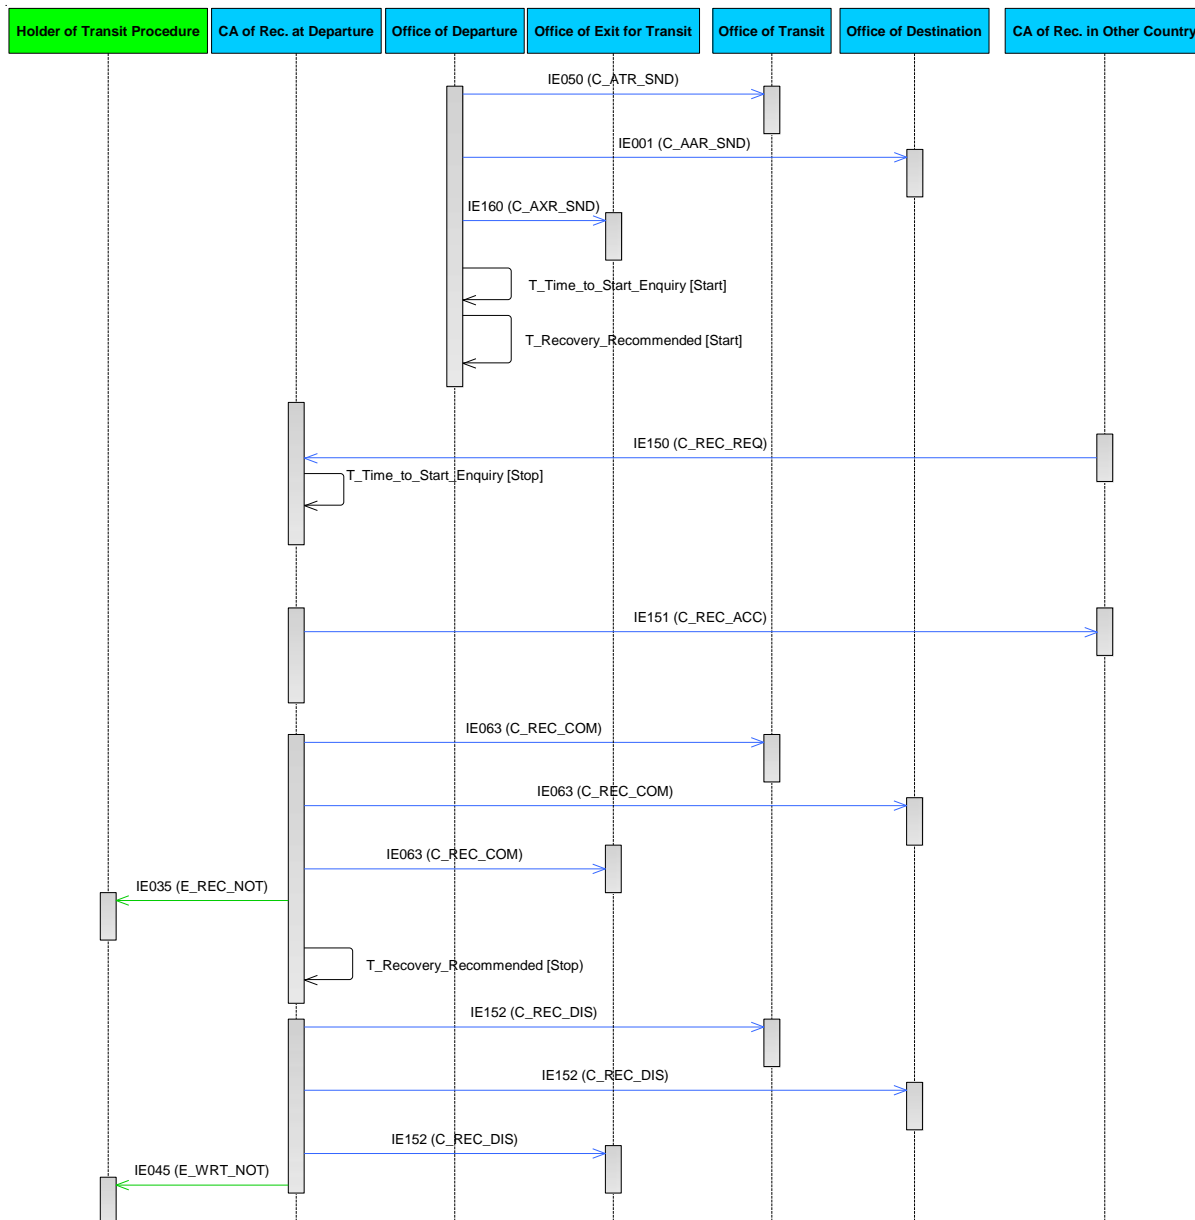 Holder of Transit Procedure
CA of Rec. at Departure
Office of Departure
Office of Exit for Transit
Office of Transit
Office of Destination
CA of Rec. in Other Country
IE050 (C_ATR_SND)
IE001 (C_AAR_SND)
IE160 (C_AXR_SND)
T_Time_to_Start_Enquiry [Start]
T_Recovery_Recommended [Start]
IE150 (C_REC_REQ)
T_Time_to_Start_Enquiry [Stop]
IE151 (C_REC_ACC)
IE063 (C_REC_COM)
IE063 (C_REC_COM)
IE063 (C_REC_COM)
IE035 (E_REC_NOT)
T_Recovery_Recommended [Stop)
IE152 (C_REC_DIS)
IE152 (C_REC_DIS)
IE152 (C_REC_DIS)
IE045 (E_WRT_NOT)